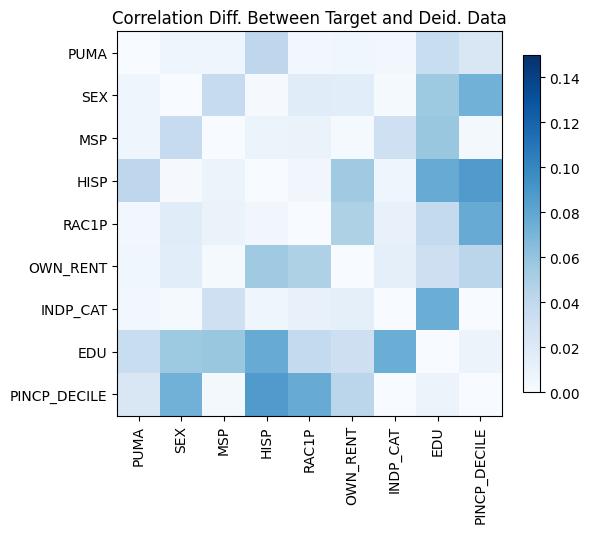 Correlation Diff. Between Target and Deid. Data
PUMA
SEX
MSP
HISP
RAC1P
OWN_RENT
INDP_CAT
EDU
PINCP_DECILE
PUMA
SEX
MSP
HISP
RAC1P
OWN_RENT
INDP_CAT
EDU
PINCP_DECILE
0.14
0.12
0.10
0.08
0.06
0.04
0.02
0.00